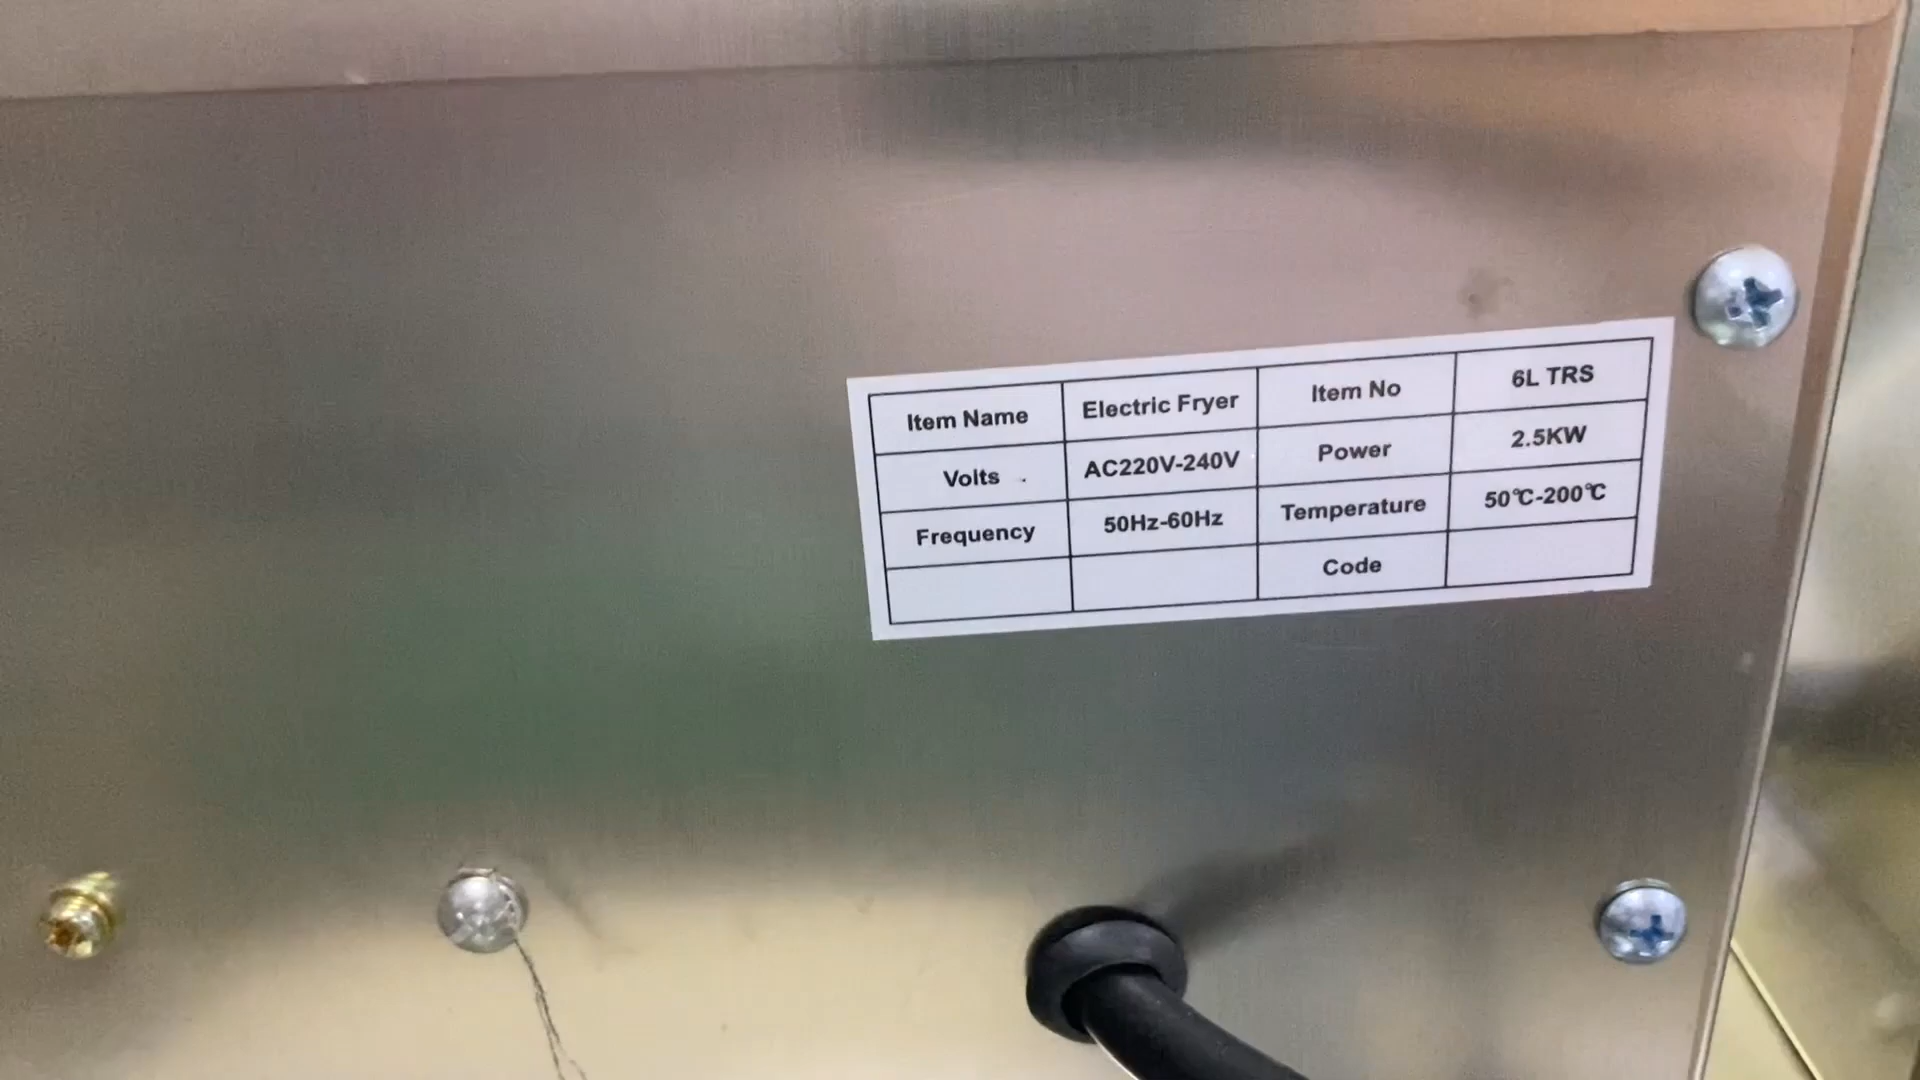 Item Name Electric Fryer Item No 6L TRS
Volts AC220V-240V Power 2.5KW
Frequency 50Hz-60Hz Temperature 50℃-200℃
Code